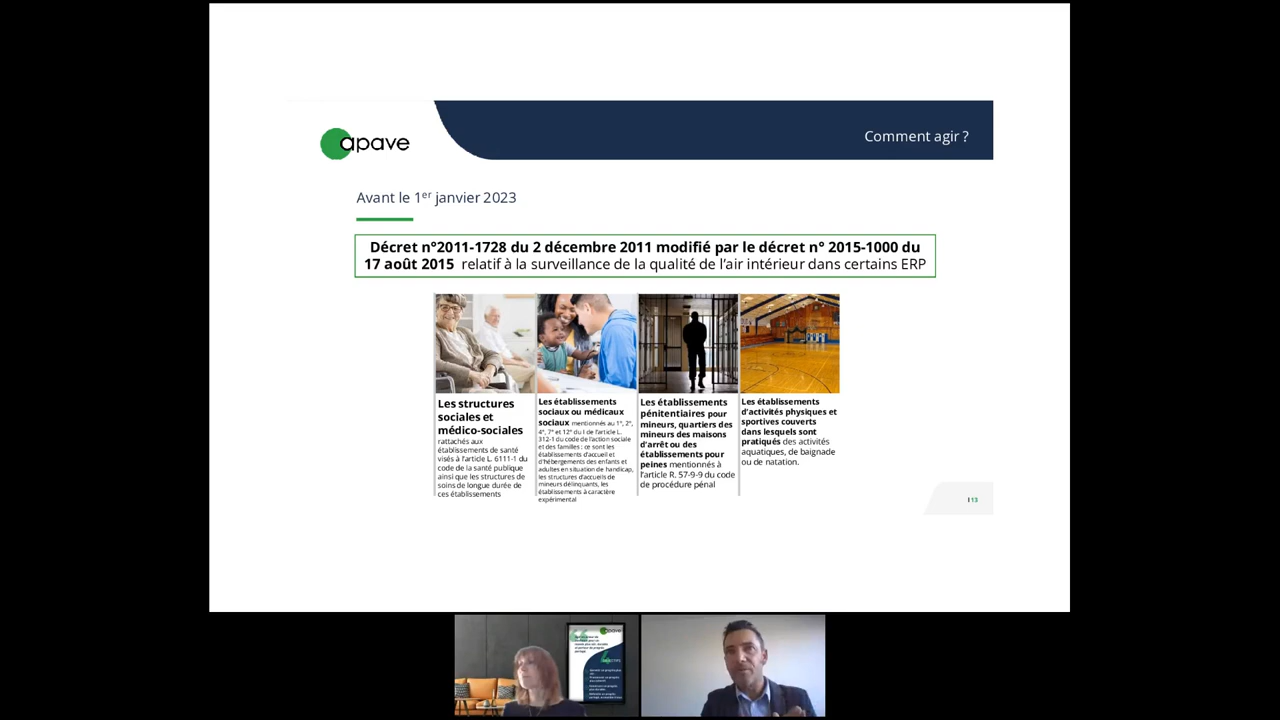 apave
Comment agir ?
Avant le 1er janvier 2023
Décret n°2011-1728 du 2 décembre 2011 modifié par le décret n° 2015-1000 du
17 août 2015 relatif à la surveillance de la qualité de l'air intérieur dans certains ERP
Les structures
sociales et
médico-sociales
rattachés aux
établissements de santé
visés à l'article L. 6111-1 du
code de la santé publique
ainsi que les structures de
soins de longue durée de
ces établissements
Les établissements
sociaux ou médicaux
sociaux mentionnés au 1°, 2°,
4°, 7° et 12° du I de l'article L.
312-1 du code de l'action sociale
et des familles : ce sont les
établissements d'accueil et
d'hébergements des enfants et
adultes en situation de handicap,
les structures d'accueils de
mineurs délinquants, les
établissements à caractère
expérimental
Les établissements
pénitentiaires pour
mineurs, quartiers des
mineurs des maisons
d'arrêt ou des
établissements pour
peines mentionnés à
l'article R. 57-9-9 du code
de procédure pénal
Les établissements
d'activités physiques et
sportives couverts
dans lesquels sont
pratiqués des activités
aquatiques, de baignade
ou de natation.
I 13
apave